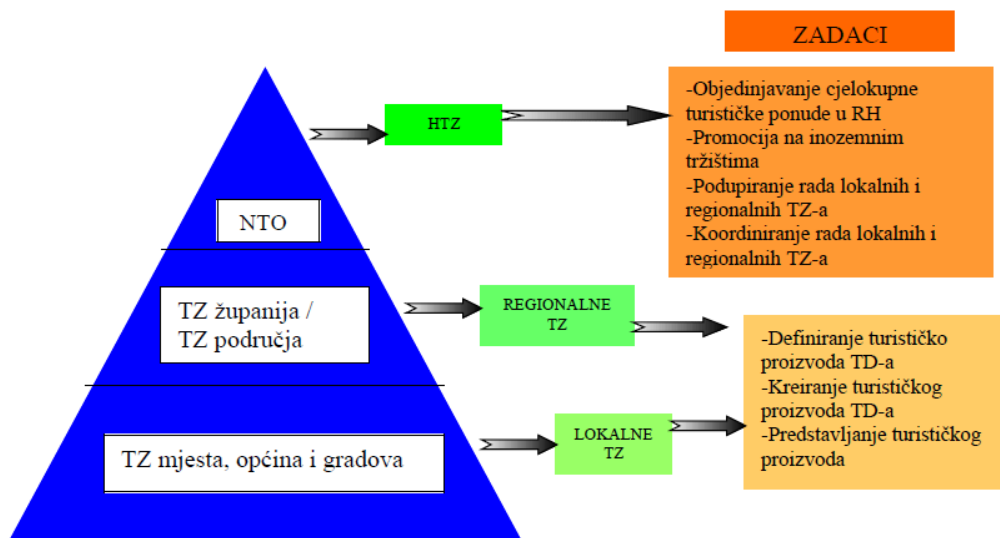 ZADACI
HTZ
-Objedinjavanje cjelokupne
turističke ponude u RH
-Promocija na inozemnim
tržištima
-Podupiranje rada lokalnih i
regionalnih TZ-a
-Koordiniranje rada lokalnih i
regionalnih TZ-a
NTO
TZ županija /
TZ područja
REGIONALNE
TZ
-Definiranje turističko
proizvoda TD-a
-Kreiranje turističkog
proizvoda TD-a
-Predstavljanje turističkog
proizvoda
TZ mjesta, općina i gradova
LOKALNE
TZ